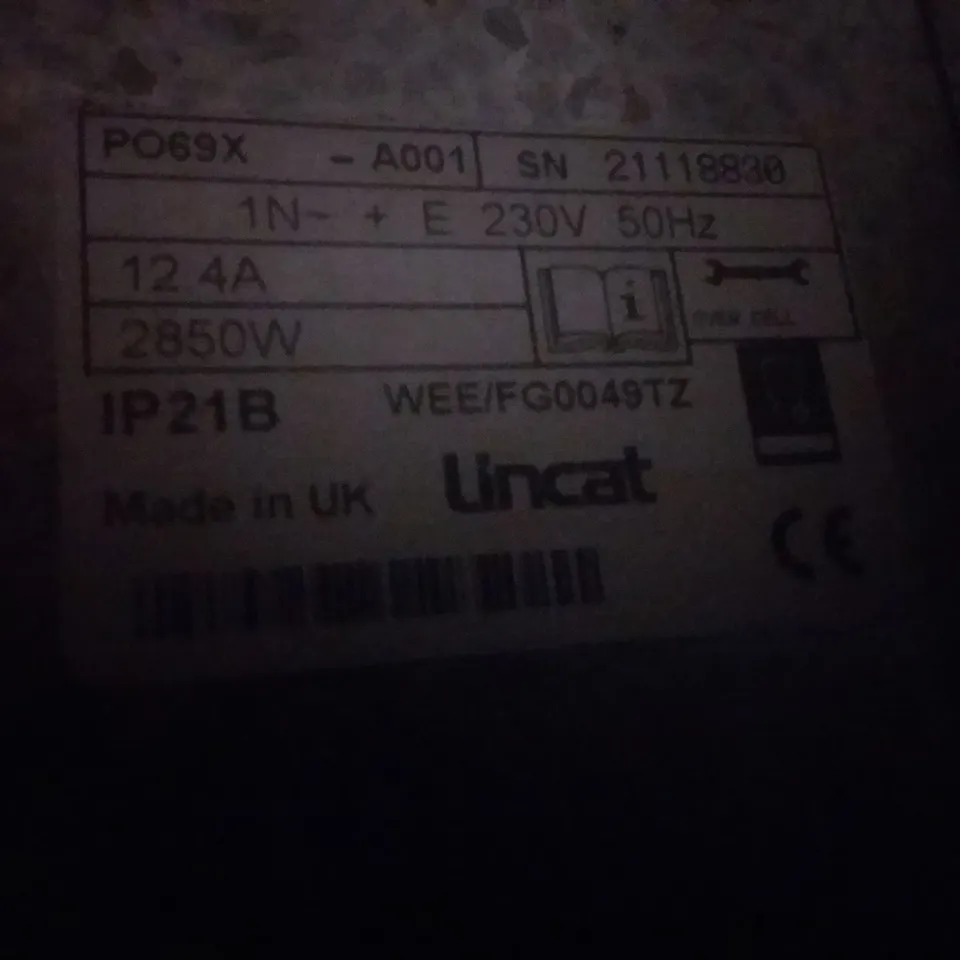 PO69X - A001 SN 21118830
1N~ + E 230V 50Hz
12.4A
2850W
i
IP21B WEE/FG0049TZ
Made in UK Lincat
CE